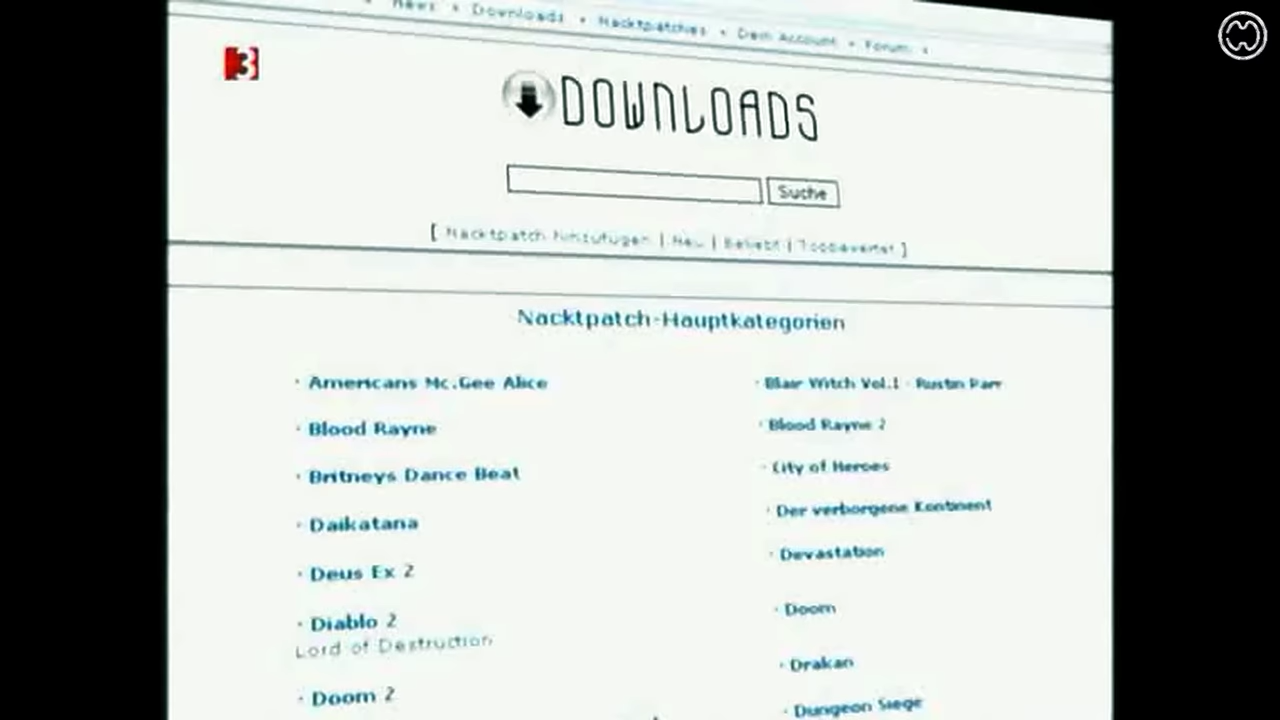 News • Downloads • Nacktpatches • Dein Account • Forum
3
DOWNLOADS
Suche
[ Nacktpatch hinzufügen | Neu | Beliebt | Topbewertet ]
Nacktpatch-Hauptkategorien
· Americans Mc.Gee Alice
· Blair Witch Vol.1 - Rustin Parr
· Blood Rayne
· Blood Rayne 2
· Britneys Dance Beat
· City of Heroes
· Daikatana
· Der verborgene Kontinent
· Deus Ex 2
· Devastation
· Diablo 2
Lord of Destruction
· Doom
· Doom 2
· Drakan
· Dungeon Siege